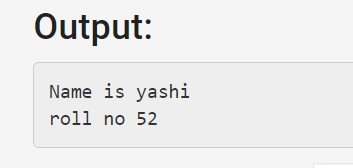 Output:
Name is yashi
roll no 52